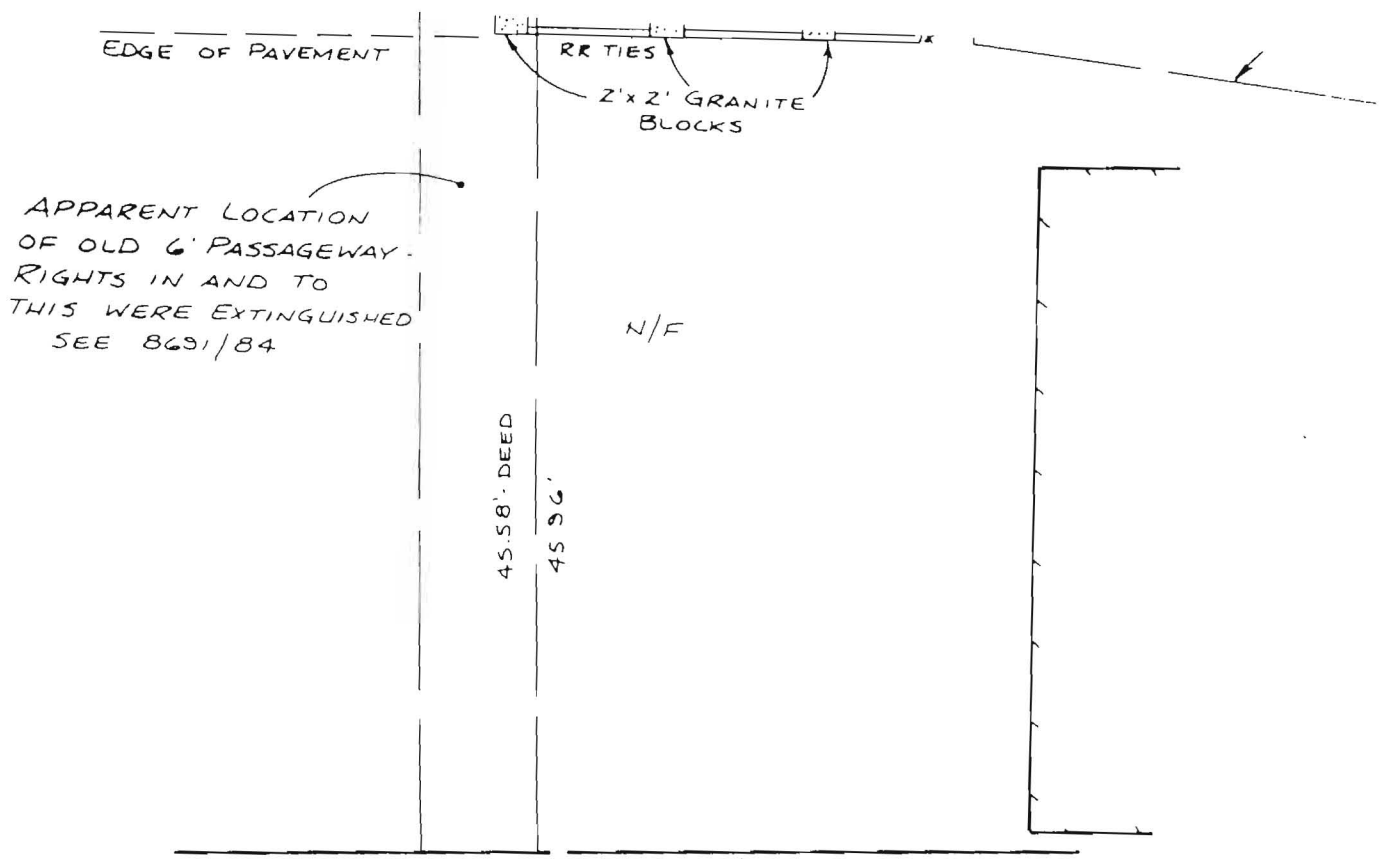 EDGE OF PAVEMENT
RR TIES
2'x 2' GRANITE
BLOCKS
APPARENT LOCATION
OF OLD 6' PASSAGEWAY.
RIGHTS IN AND TO
THIS WERE EXTINGUISHED
SEE 8691/84
N/F
45.58'- DEED
45 96'